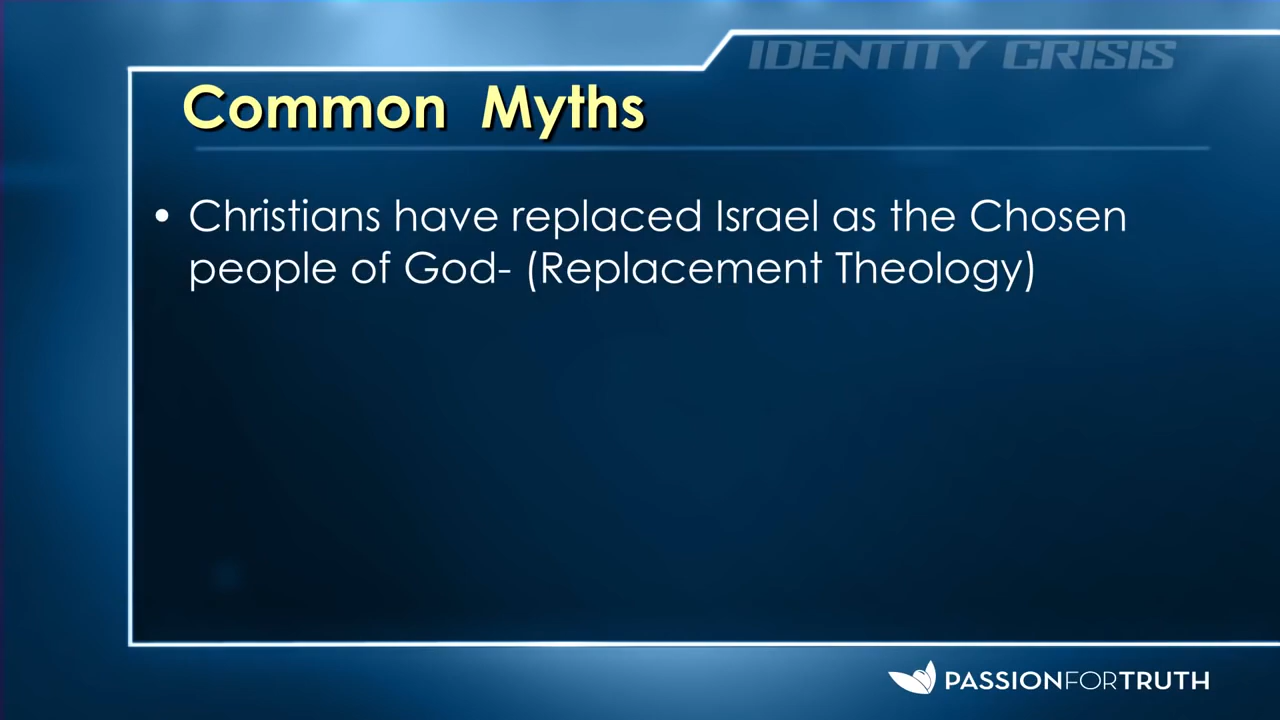 IDENTITY CRISIS
Common Myths
• Christians have replaced Israel as the Chosen
people of God- (Replacement Theology)
PASSIONFORTRUTH